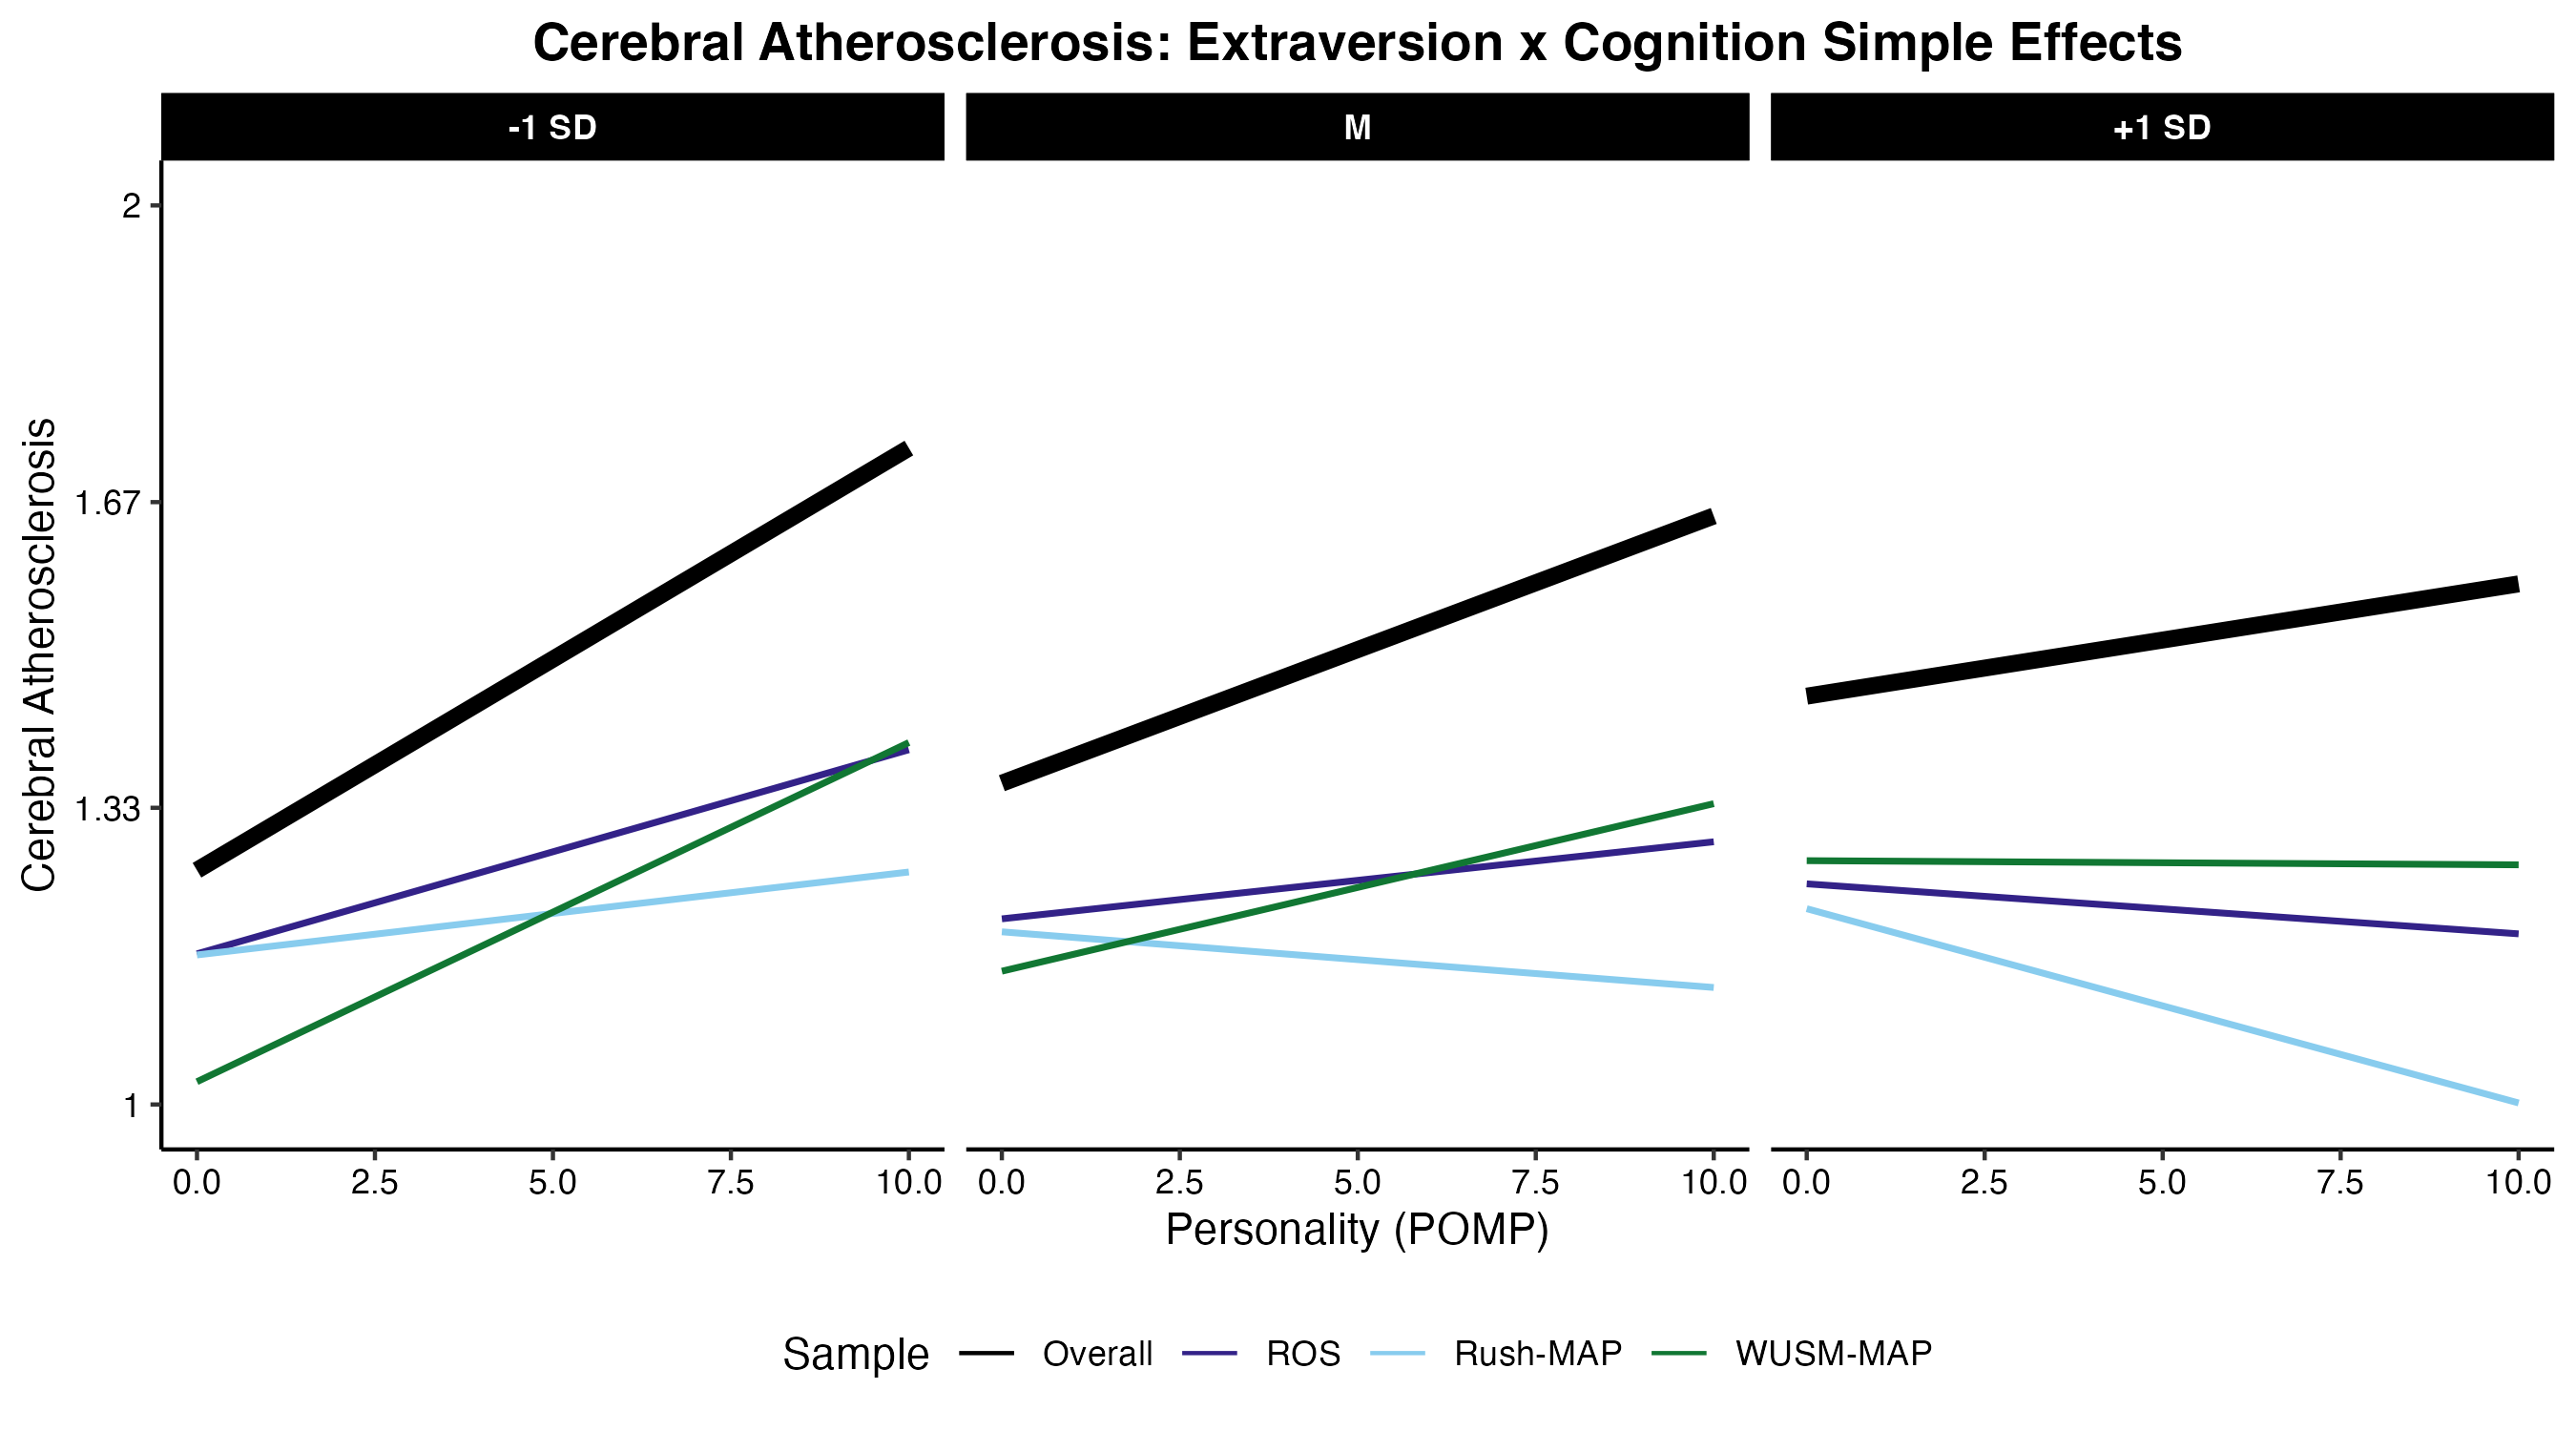 Cerebral Atherosclerosis: Extraversion x Cognition Simple Effects
-1 SD
M
+1 SD
Cerebral Atherosclerosis
2
1.67
1.33
1
0.0 2.5 5.0 7.5 10.0
0.0 2.5 5.0 7.5 10.0
0.0 2.5 5.0 7.5 10.0
Personality (POMP)
Sample Overall ROS Rush-MAP WUSM-MAP